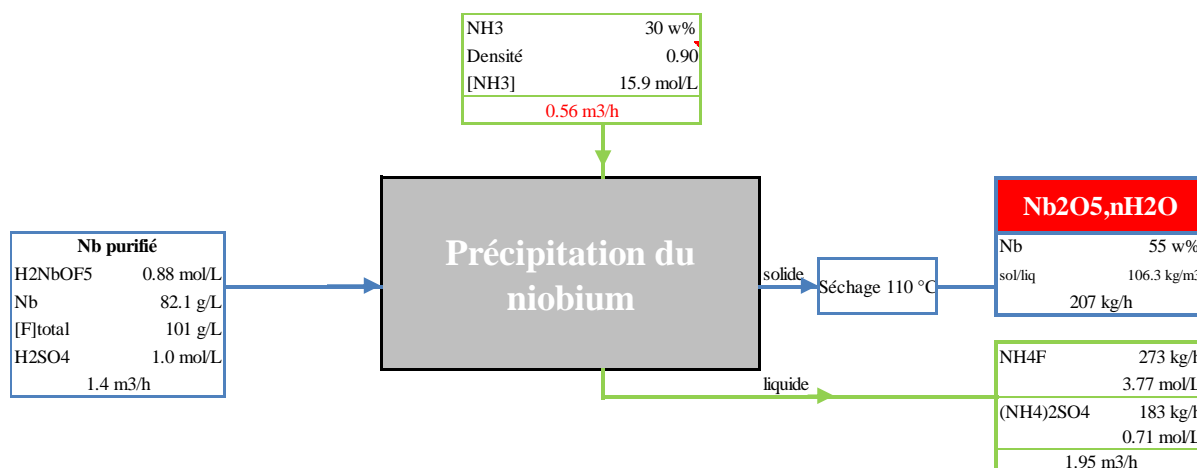 NH3 30 w%
Densité 0.90
[NH3] 15.9 mol/L
0.56 m3/h
Nb purifié
H2NbOF5 0.88 mol/L
Nb 82.1 g/L
[F]total 101 g/L
H2SO4 1.0 mol/L
1.4 m3/h
Précipitation du
niobium
solide
Séchage 110 °C
Nb2O5,nH2O
Nb 55 w%
sol/liq 106.3 kg/m3
207 kg/h
liquide
NH4F 273 kg/h
3.77 mol/L
(NH4)2SO4 183 kg/h
0.71 mol/L
1.95 m3/h